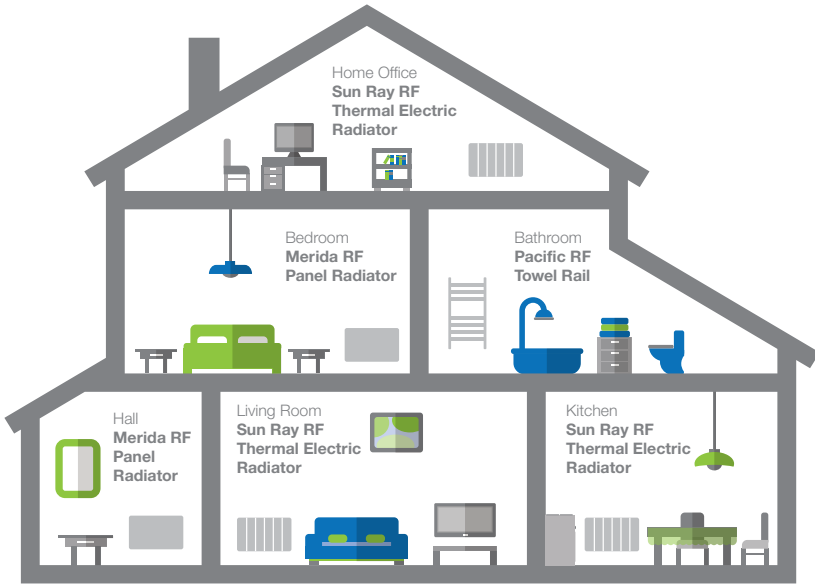 Home Office
Sun Ray RF
Thermal Electric
Radiator
Bedroom
Merida RF
Panel Radiator
Bathroom
Pacific RF
Towel Rail
Hall
Merida RF
Panel
Radiator
Living Room
Sun Ray RF
Thermal Electric
Radiator
Kitchen
Sun Ray RF
Thermal Electric
Radiator